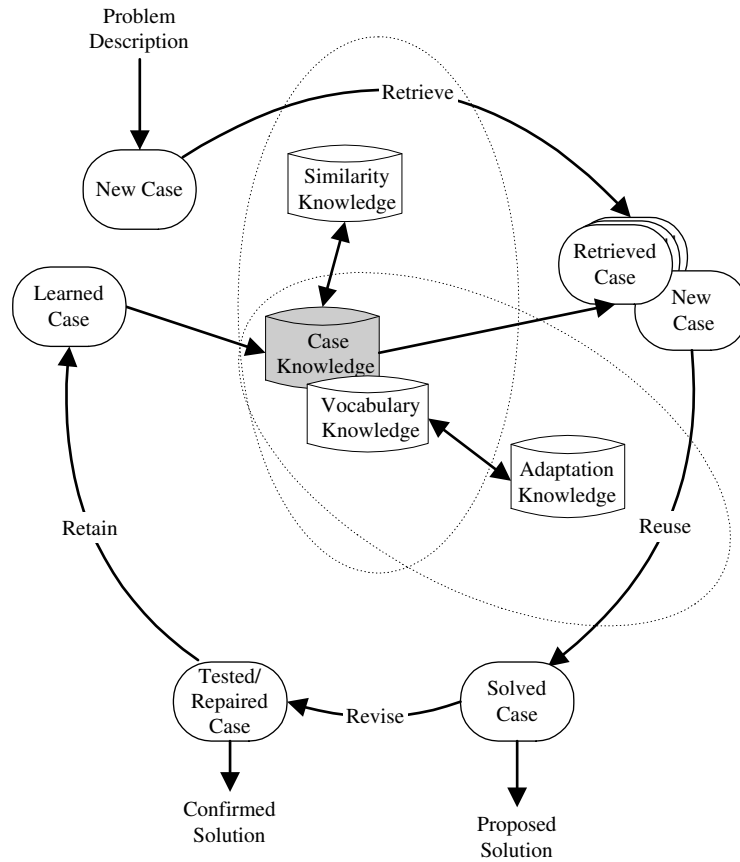 Problem
Description
Retrieve
New Case
Similarity
Knowledge
Retrieved
Case
Learned
Case
New
Case
Case
Knowledge
Vocabulary
Knowledge
Adaptation
Knowledge
Retain
Reuse
Tested/
Repaired
Case
Revise
Solved
Case
Confirmed
Solution
Proposed
Solution